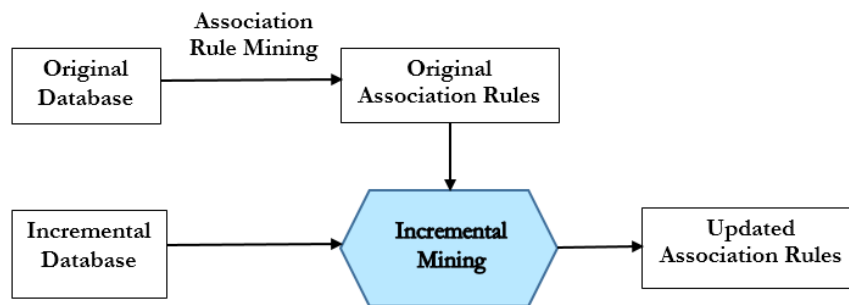 Association
Rule Mining
Original
Database
Original
Association Rules
Incremental
Database
Incremental
Mining
Updated
Association Rules